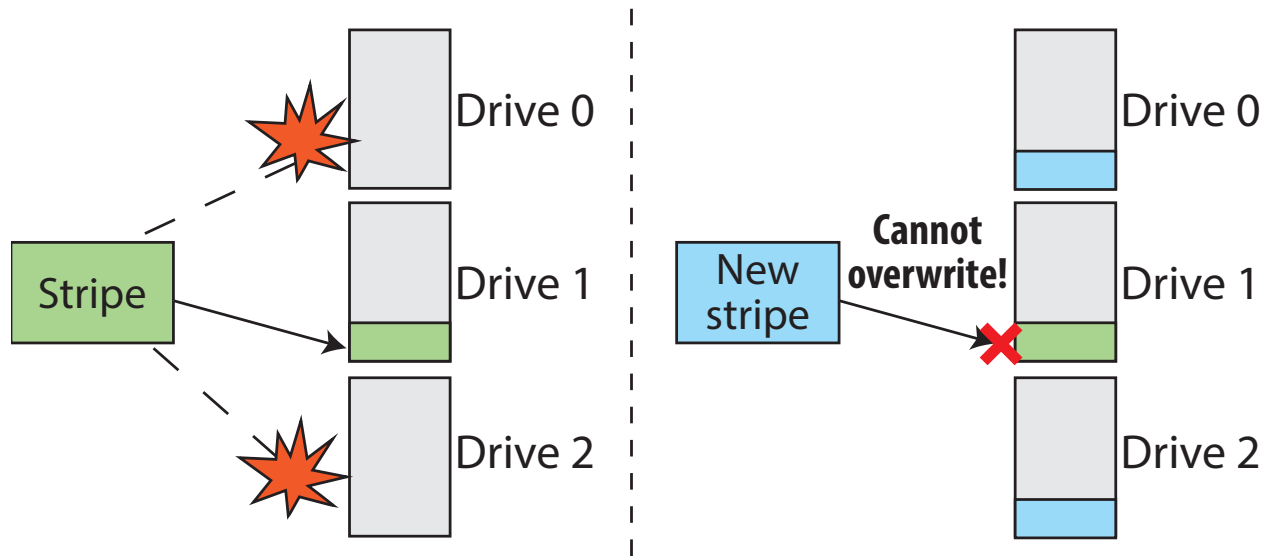 Drive 0
Stripe
Drive 1
Drive 2
Drive 0
Cannot
overwrite!
New
stripe
Drive 1
Drive 2